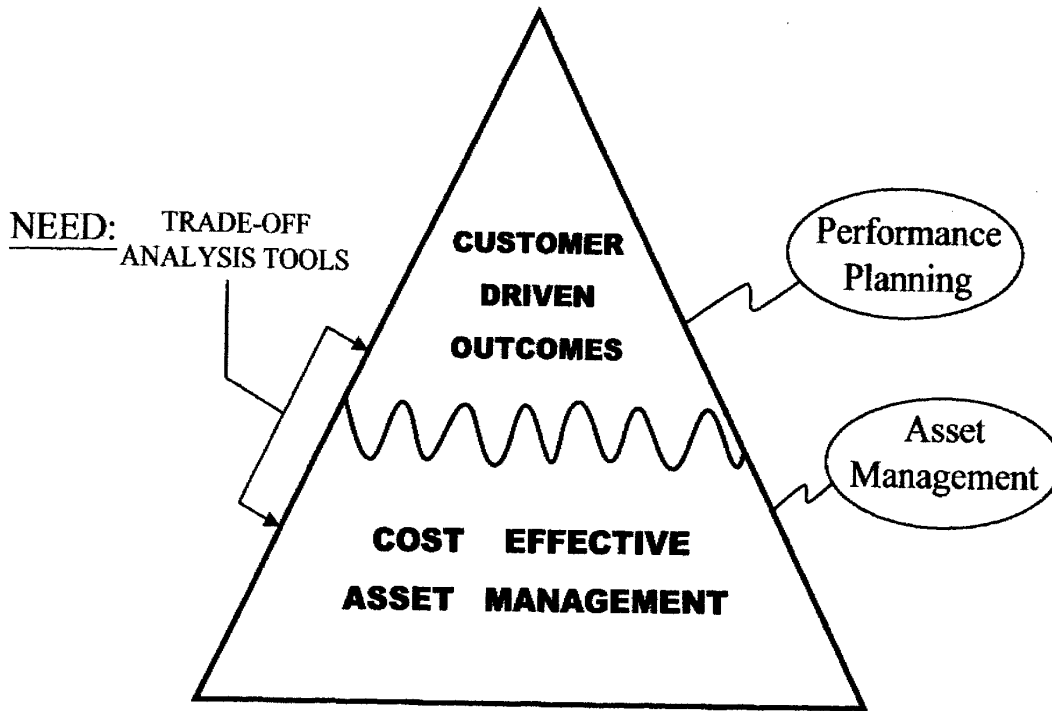 NEED: TRADE-OFF
ANALYSIS TOOLS
CUSTOMER
DRIVEN
OUTCOMES
Performance
Planning
Asset
Management
COST EFFECTIVE
ASSET MANAGEMENT